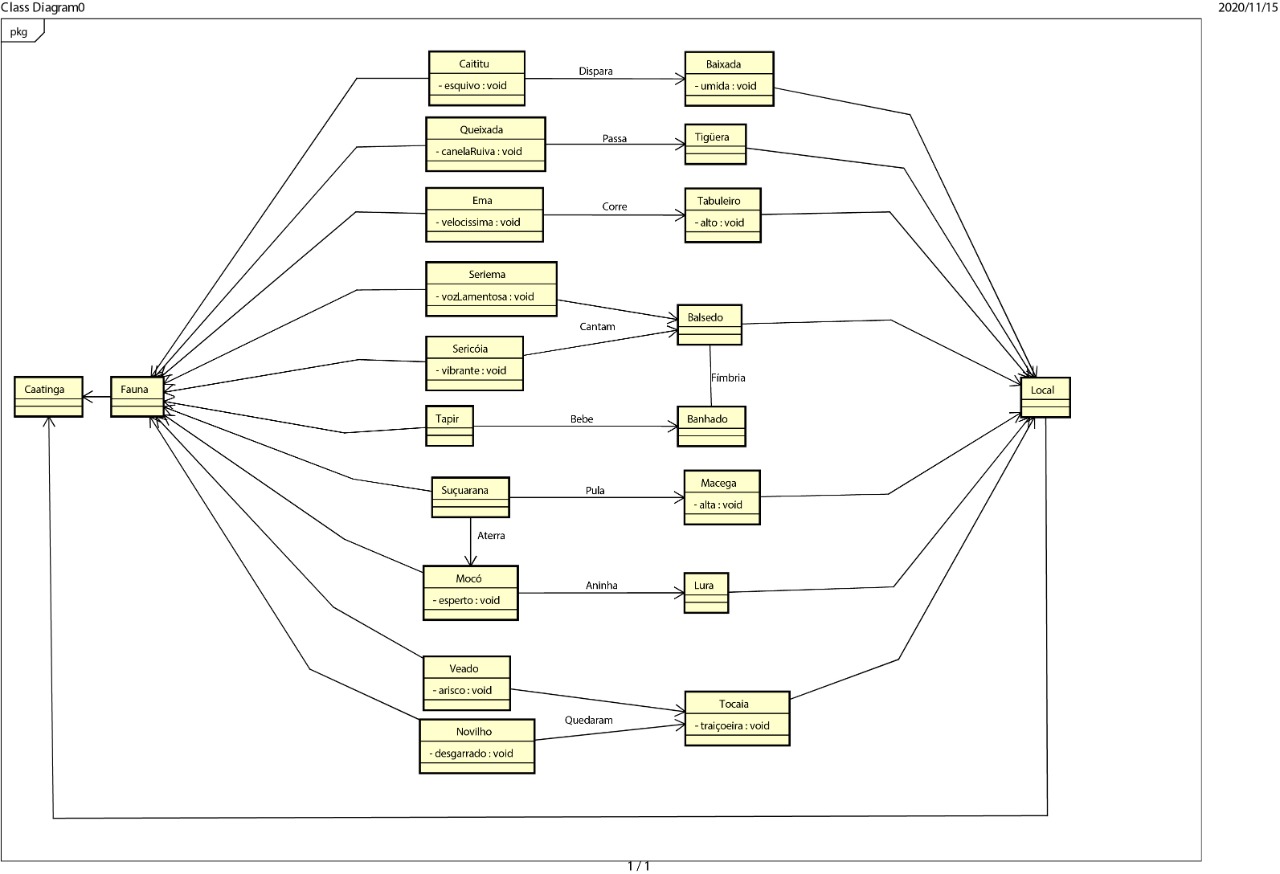 Class Diagram0
2020/11/15
pkg
Caititu
- esquivo : void
Dispara
Baixada
- umida : void
Queixada
- canelaRuiva : void
Passa
Tigüera
Ema
- velocissima : void
Corre
Tabuleiro
- alto : void
Seriema
- vozLamentosa : void
Cantam
Balsedo
Sericóia
- vibrante : void
Fímbria
Caatinga
Fauna
Local
Tapir
Bebe
Banhado
Suçuarana
Pula
Macega
- alta : void
Aterra
Mocó
- esperto : void
Aninha
Lura
Veado
- arisco : void
Quedaram
Tocaia
- traiçoeira : void
Novilho
- desgarrado : void
1 / 1